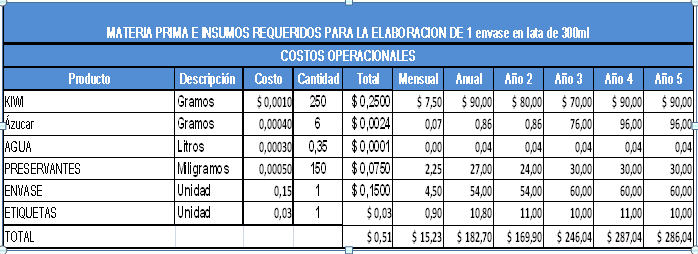 MATERIA PRIMA E INSUMOS REQUERIDOS PARA LA ELABORACION DE 1 envase en lata de 300ml
COSTOS OPERACIONALES
Producto Descripción Costo Cantidad Total Mensual Anual Año 2 Año 3 Año 4 Año 5
KIWI Gramos $ 0,0010 250 $ 0,2500 $ 7,50 $ 90,00 $ 80,00 $ 70,00 $ 90,00 $ 90,00
Ázucar Gramos 0,00040 6 $ 0,0024 0,07 0,86 0,86 76,00 96,00 96,00
AGUA Litros 0,00030 0,35 $ 0,0001 0,00 0,04 0,04 0,04 0,04 0,04
PRESERVANTES Miligramos 0,00050 150 $ 0,0750 2,25 27,00 24,00 30,00 30,00 30,00
ENVASE Unidad 0,15 1 $ 0,1500 4,50 54,00 54,00 60,00 60,00 60,00
ETIQUETAS Unidad 0,03 1 $ 0,03 0,90 10,80 11,00 10,00 11,00 10,00
TOTAL $ 0,51 $ 15,23 $ 182,70 $ 169,90 $ 246,04 $ 287,04 $ 286,04